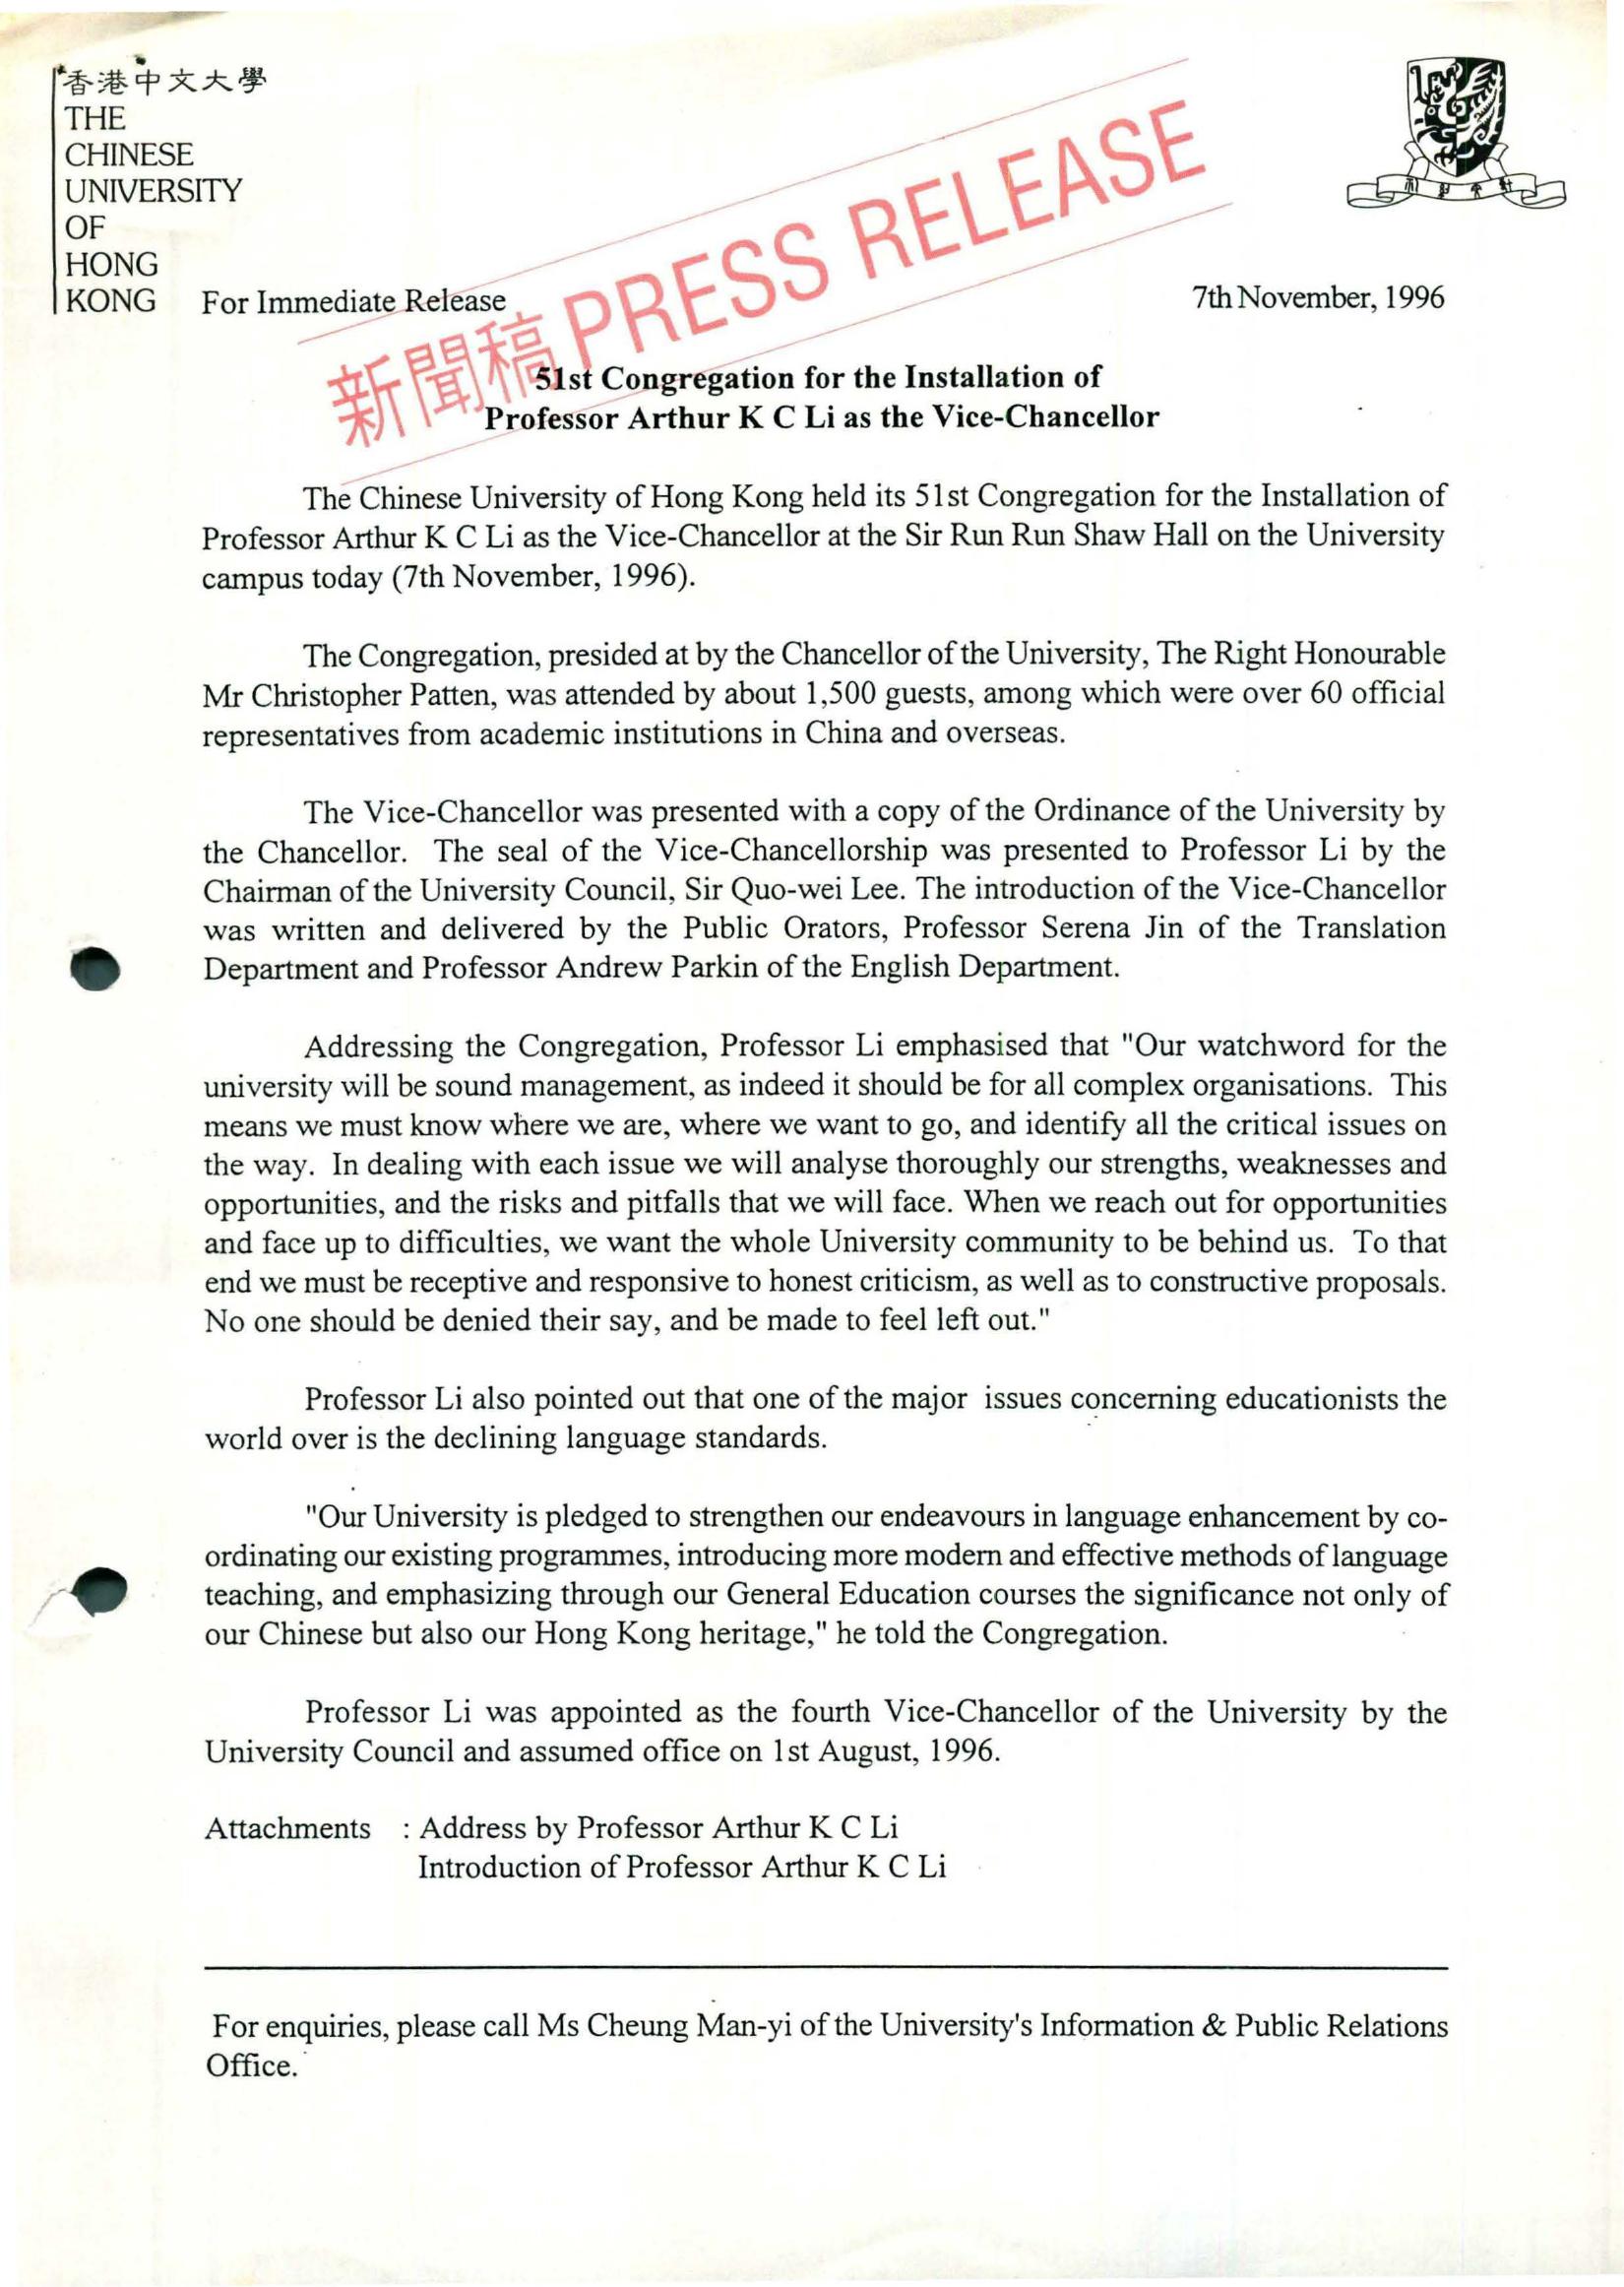 香港中文大學
THE
CHINESE
UNIVERSITY
OF
HONG
KONG
新聞稿 PRESS RELEASE
For Immediate Release
7th November, 1996
51st Congregation for the Installation of
Professor Arthur K C Li as the Vice-Chancellor
The Chinese University of Hong Kong held its 51st Congregation for the Installation of
Professor Arthur K C Li as the Vice-Chancellor at the Sir Run Run Shaw Hall on the University
campus today (7th November, 1996).
The Congregation, presided at by the Chancellor of the University, The Right Honourable
Mr Christopher Patten, was attended by about 1,500 guests, among which were over 60 official
representatives from academic institutions in China and overseas.
The Vice-Chancellor was presented with a copy of the Ordinance of the University by
the Chancellor. The seal of the Vice-Chancellorship was presented to Professor Li by the
Chairman of the University Council, Sir Quo-wei Lee. The introduction of the Vice-Chancellor
was written and delivered by the Public Orators, Professor Serena Jin of the Translation
Department and Professor Andrew Parkin of the English Department.
Addressing the Congregation, Professor Li emphasised that "Our watchword for the
university will be sound management, as indeed it should be for all complex organisations. This
means we must know where we are, where we want to go, and identify all the critical issues on
the way. In dealing with each issue we will analyse thoroughly our strengths, weaknesses and
opportunities, and the risks and pitfalls that we will face. When we reach out for opportunities
and face up to difficulties, we want the whole University community to be behind us. To that
end we must be receptive and responsive to honest criticism, as well as to constructive proposals.
No one should be denied their say, and be made to feel left out."
Professor Li also pointed out that one of the major issues concerning educationists the
world over is the declining language standards.
"Our University is pledged to strengthen our endeavours in language enhancement by co-
ordinating our existing programmes, introducing more modern and effective methods of language
teaching, and emphasizing through our General Education courses the significance not only of
our Chinese but also our Hong Kong heritage," he told the Congregation.
Professor Li was appointed as the fourth Vice-Chancellor of the University by the
University Council and assumed office on 1st August, 1996.
Attachments : Address by Professor Arthur K C Li
Introduction of Professor Arthur K C Li
For enquiries, please call Ms Cheung Man-yi of the University's Information & Public Relations
Office.